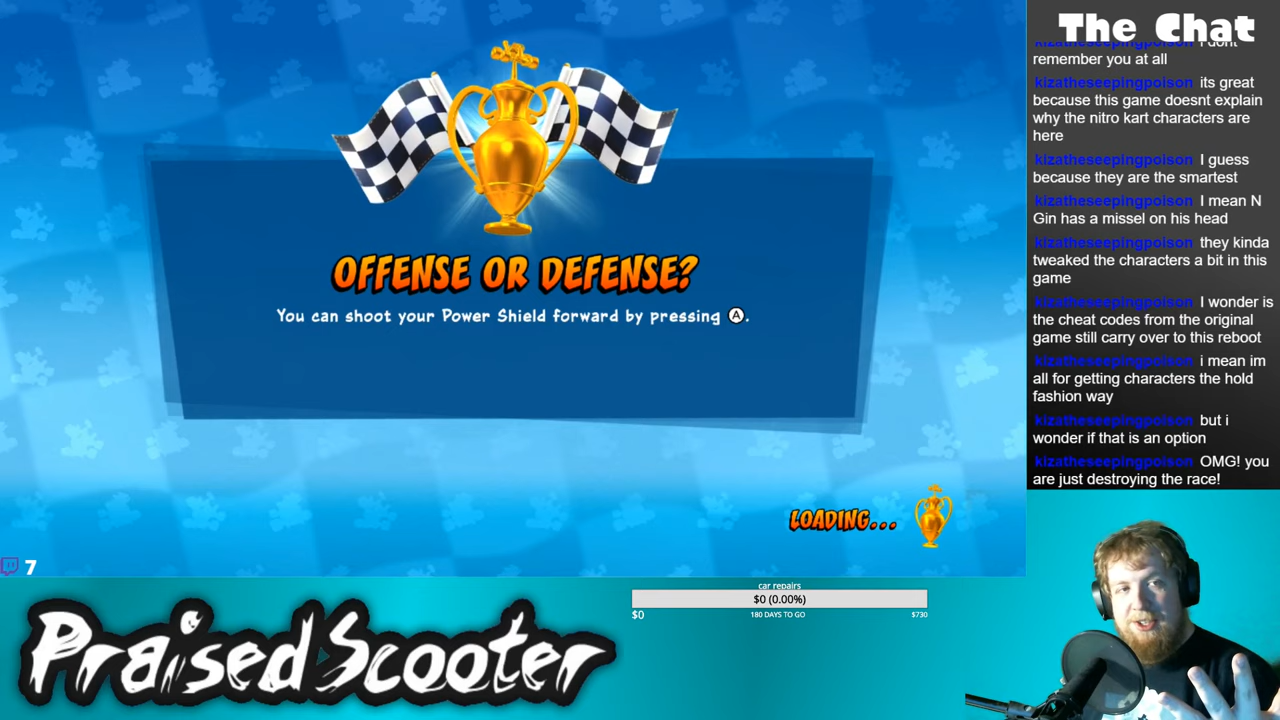 OFFENSE OR DEFENSE?
You can shoot your Power Shield forward by pressing A.
LOADING...
7
PraisedScooter
car repairs
$0 (0.00%)
$0
180 DAYS TO GO
$730
The Chat
kizatheseepingpoison I dont
remember you at all
kizatheseepingpoison its great
because this game doesnt explain
why the nitro kart characters are
here
kizatheseepingpoison I guess
because they are the smartest
kizatheseepingpoison I mean N
Gin has a missel on his head
kizatheseepingpoison they kinda
tweaked the characters a bit in this
game
kizatheseepingpoison I wonder is
the cheat codes from the original
game still carry over to this reboot
kizatheseepingpoison i mean im
all for getting characters the hold
fashion way
kizatheseepingpoison but i
wonder if that is an option
kizatheseepingpoison OMG! you
are just destroying the race!